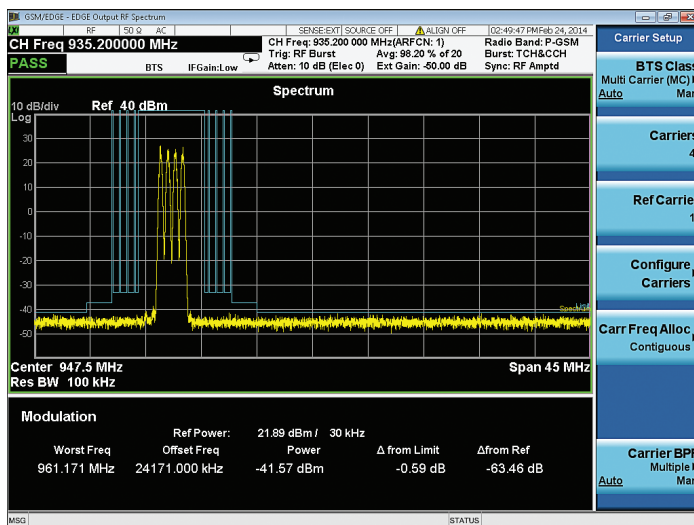 GSM/EDGE - EDGE Output RF Spectrum
RF 50 Ω AC SENSE:EXT SOURCE OFF ALIGN OFF 02:49:47 PM Feb 24, 2014
CH Freq 935.200000 MHz
CH Freq: 935.200 000 MHz(ARFCN: 1) Radio Band: P-GSM
Trig: RF Burst Avg: 98.20 % of 20 Burst: TCH&CCH
PASS BTS IFGain:Low Atten: 10 dB (Elec 0) Ext Gain: -50.00 dB Sync: RF Amptd
Spectrum
10 dB/div Ref 40 dBm
Log
30
20
10
0
-10
-20
-30
-40
-50
Center 947.5 MHz Span 45 MHz
Res BW 100 kHz
Modulation
Ref Power: 21.89 dBm / 30 kHz
Worst Freq Offset Freq Power Δ from Limit Δfrom Ref
961.171 MHz 24171.000 kHz -41.57 dBm -0.59 dB -63.46 dB
MSG STATUS
Carrier Setup
BTS Class
Multi Carrier (MC)
Auto Man
Carriers
4
Ref Carrier
1
Configure
Carriers
Carr Freq Alloc
Contiguous
Carrier BPF
Multiple
Auto Man